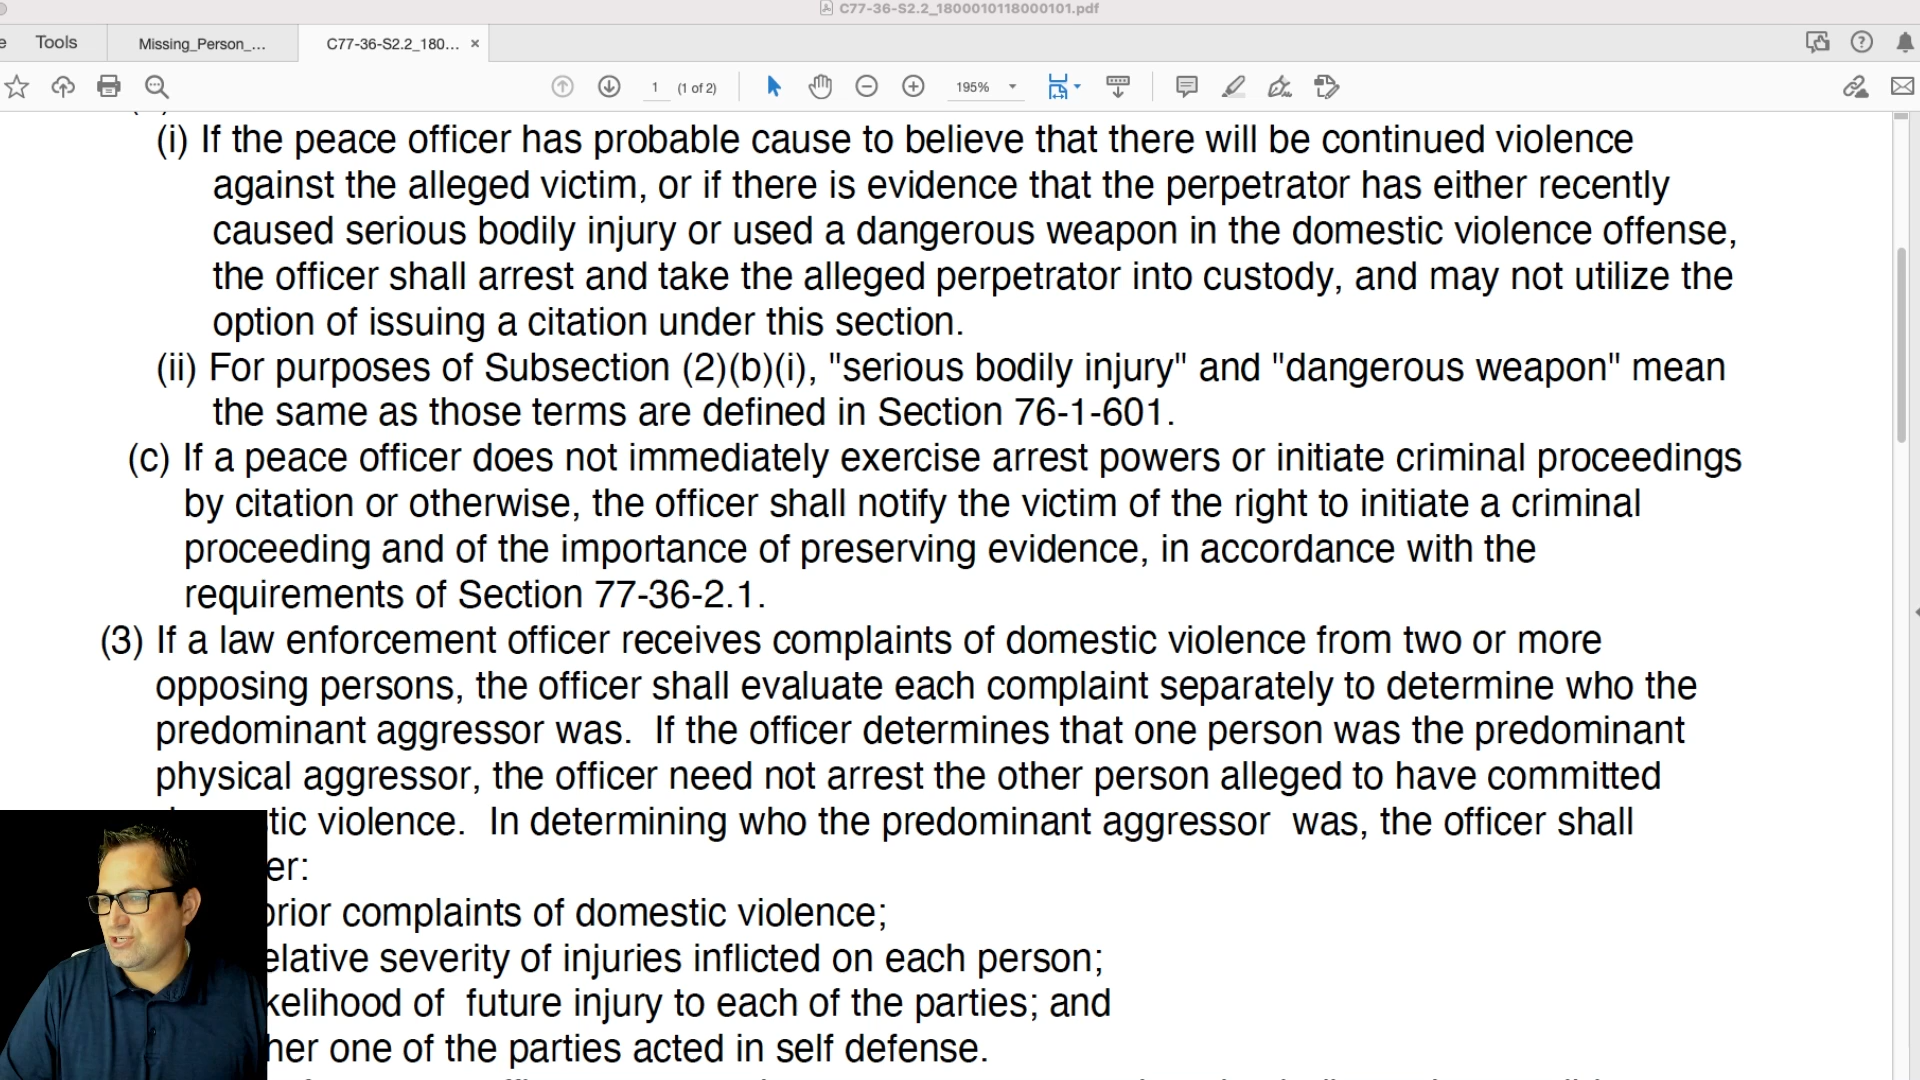 C77-36-S2.2_1800010118000101.pdf
Tools
Missing_Person_...
C77-36-S2.2_180... ×
1 (1 of 2)
195%
(i) If the peace officer has probable cause to believe that there will be continued violence
against the alleged victim, or if there is evidence that the perpetrator has either recently
caused serious bodily injury or used a dangerous weapon in the domestic violence offense,
the officer shall arrest and take the alleged perpetrator into custody, and may not utilize the
option of issuing a citation under this section.
(ii) For purposes of Subsection (2)(b)(i), "serious bodily injury" and "dangerous weapon" mean
the same as those terms are defined in Section 76-1-601.
(c) If a peace officer does not immediately exercise arrest powers or initiate criminal proceedings
by citation or otherwise, the officer shall notify the victim of the right to initiate a criminal
proceeding and of the importance of preserving evidence, in accordance with the
requirements of Section 77-36-2.1.
(3) If a law enforcement officer receives complaints of domestic violence from two or more
opposing persons, the officer shall evaluate each complaint separately to determine who the
predominant aggressor was.  If the officer determines that one person was the predominant
physical aggressor, the officer need not arrest the other person alleged to have committed
tic violence.  In determining who the predominant aggressor  was, the officer shall
er:
prior complaints of domestic violence;
elative severity of injuries inflicted on each person;
kelihood of  future injury to each of the parties; and
her one of the parties acted in self defense.